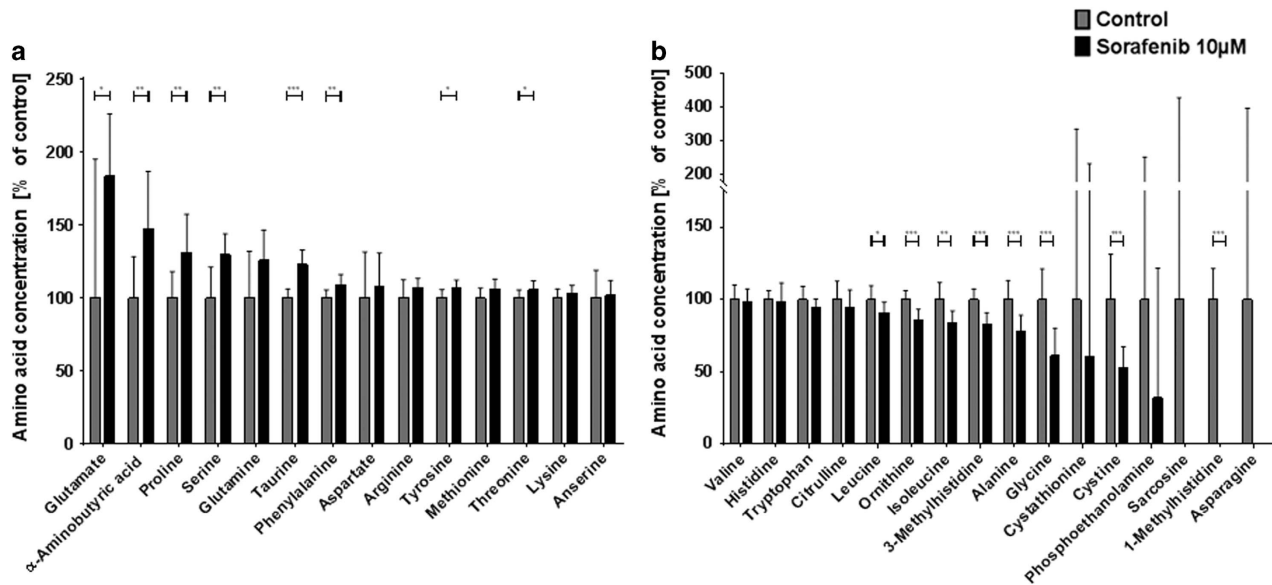 Control
Sorafenib 10µM
a
Amino acid concentration [% of control]
250
200
150
100
50
0
* ** ** ** *** ** * *
Glutamate
α-Aminobutyric acid
Proline
Serine
Glutamine
Taurine
Phenylalanine
Aspartate
Arginine
Tyrosine
Methionine
Threonine
Lysine
Anserine
b
Amino acid concentration [% of control]
500
400
300
200
100
50
0
* *** ** *** *** *** *** ***
Valine
Histidine
Tryptophan
Citrulline
Leucine
Ornithine
Isoleucine
3-Methylhistidine
Alanine
Glycine
Cystathionine
Cystine
Phosphoethanolamine
Sarcosine
1-Methylhistidine
Asparagine